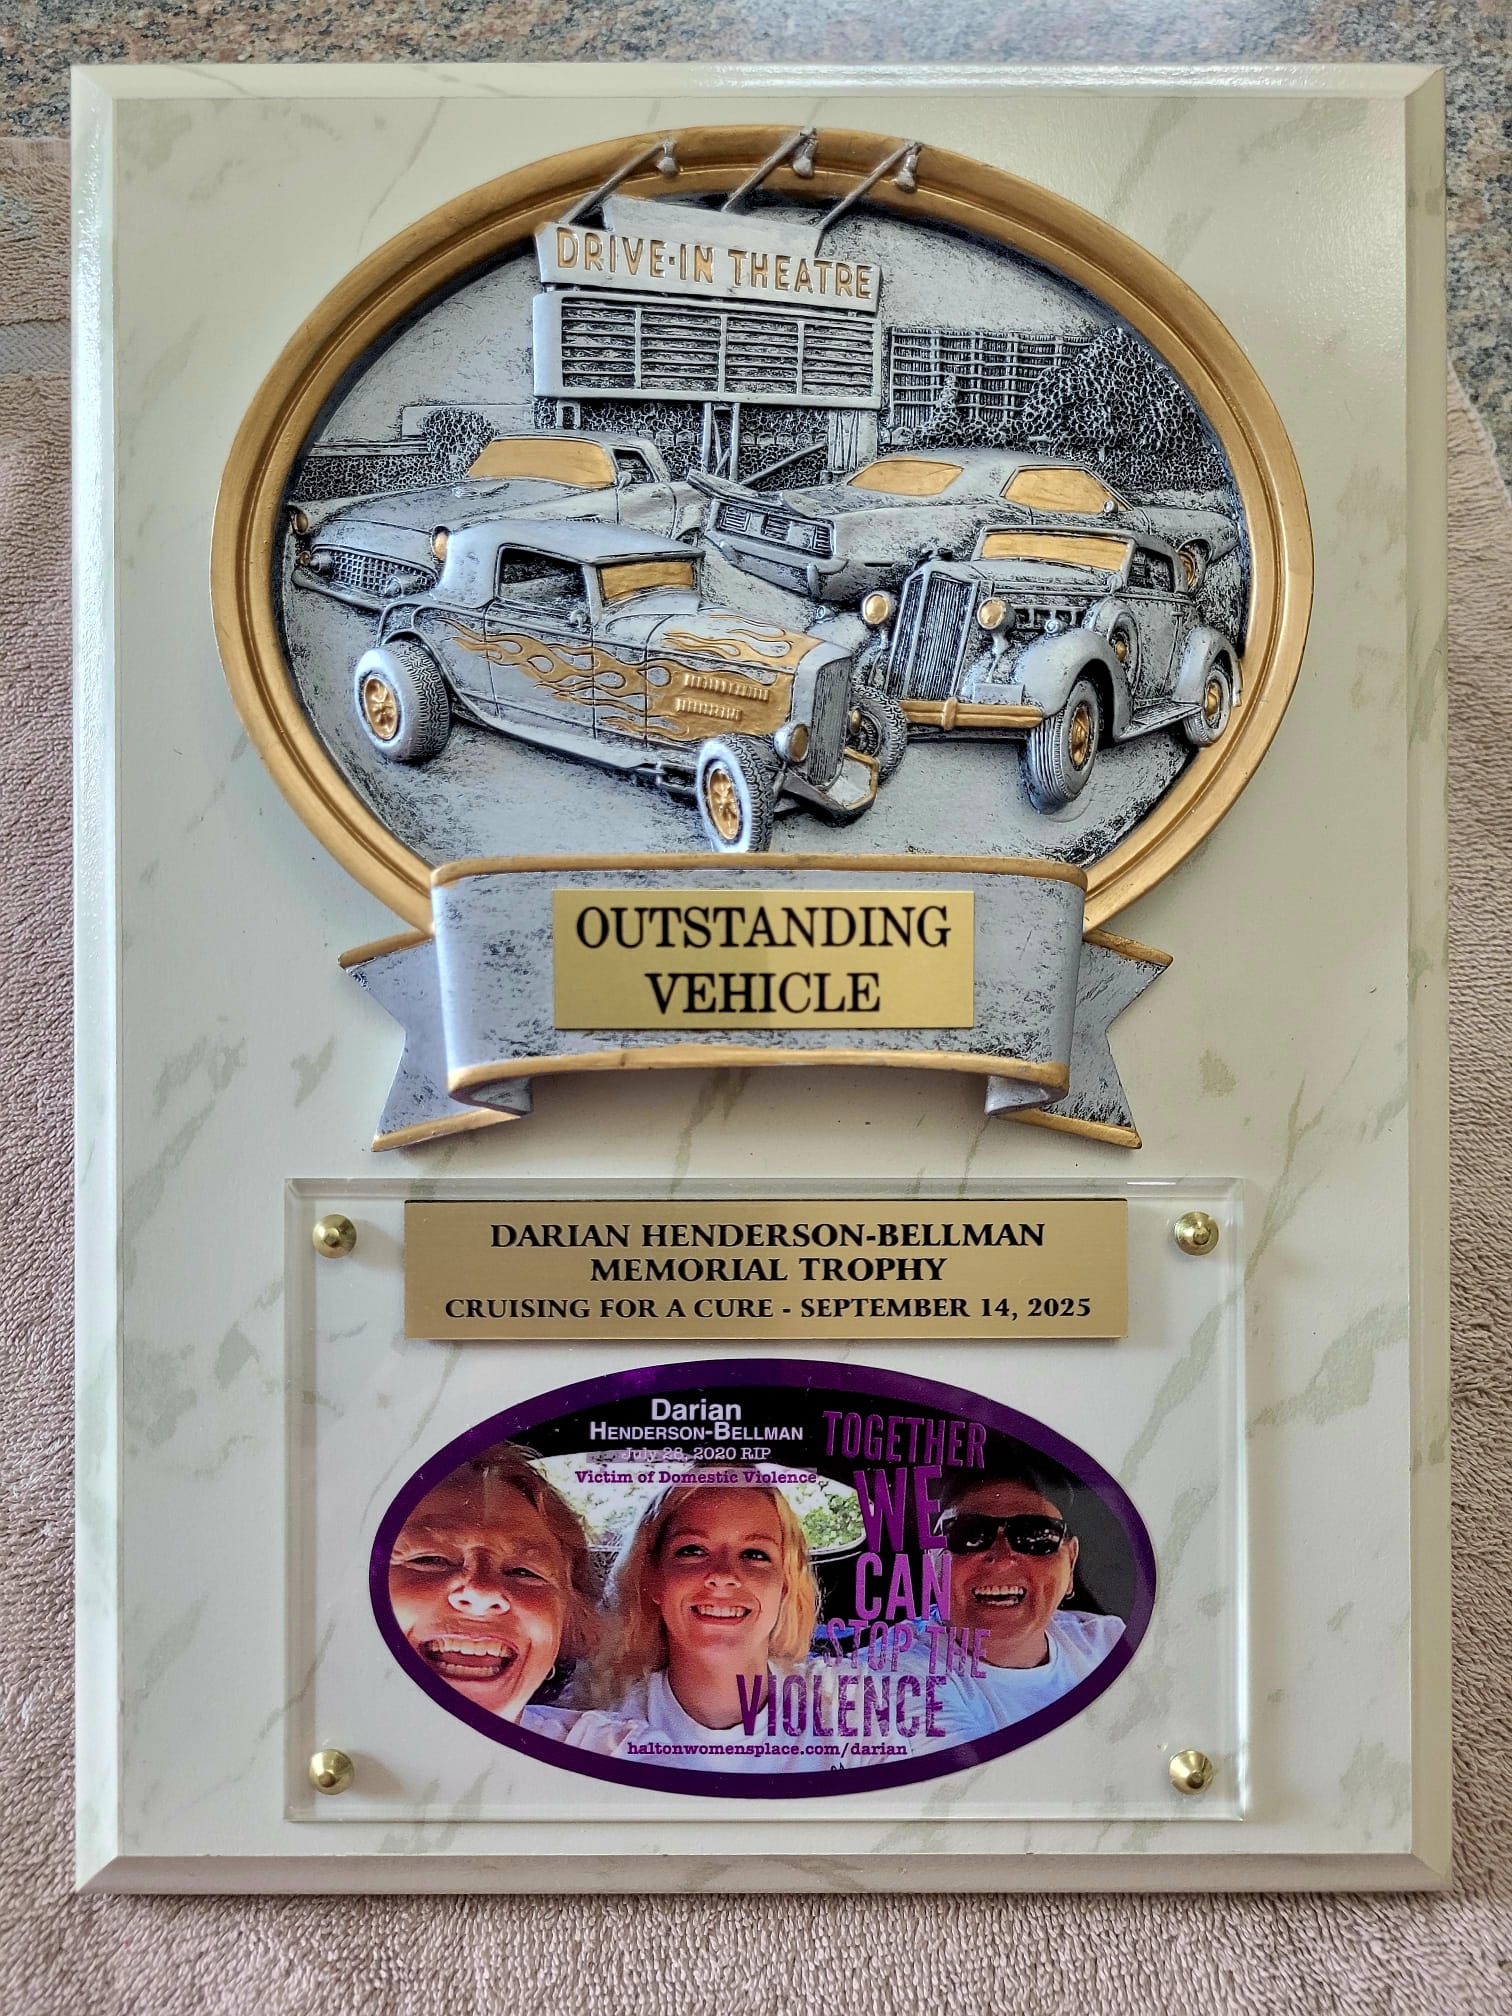 DRIVE-IN THEATRE
OUTSTANDING
VEHICLE
DARIAN HENDERSON-BELLMAN
MEMORIAL TROPHY
CRUISING FOR A CURE - SEPTEMBER 14, 2025
Darian
HENDERSON-BELLMAN
July 28, 2020 RIP
Victim of Domestic Violence
TOGETHER
WE
CAN
STOP THE
VIOLENCE
haltonwomensplace.com/darian